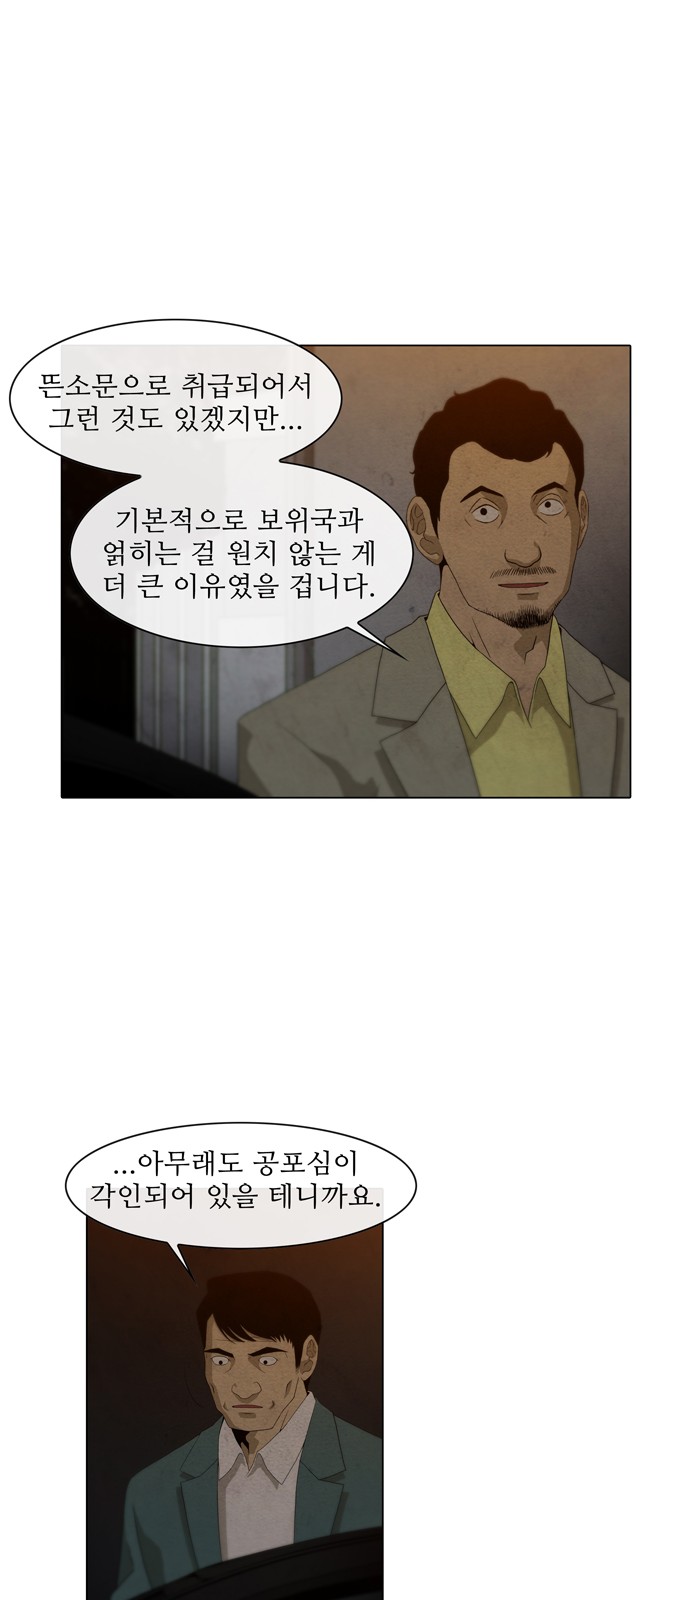 뜬소문으로 취급되어서
그런 것도 있겠지만...
기본적으로 보위국과
얽히는 걸 원치 않는 게
더 큰 이유였을 겁니다.
...아무래도 공포심이
각인되어 있을 테니까요.